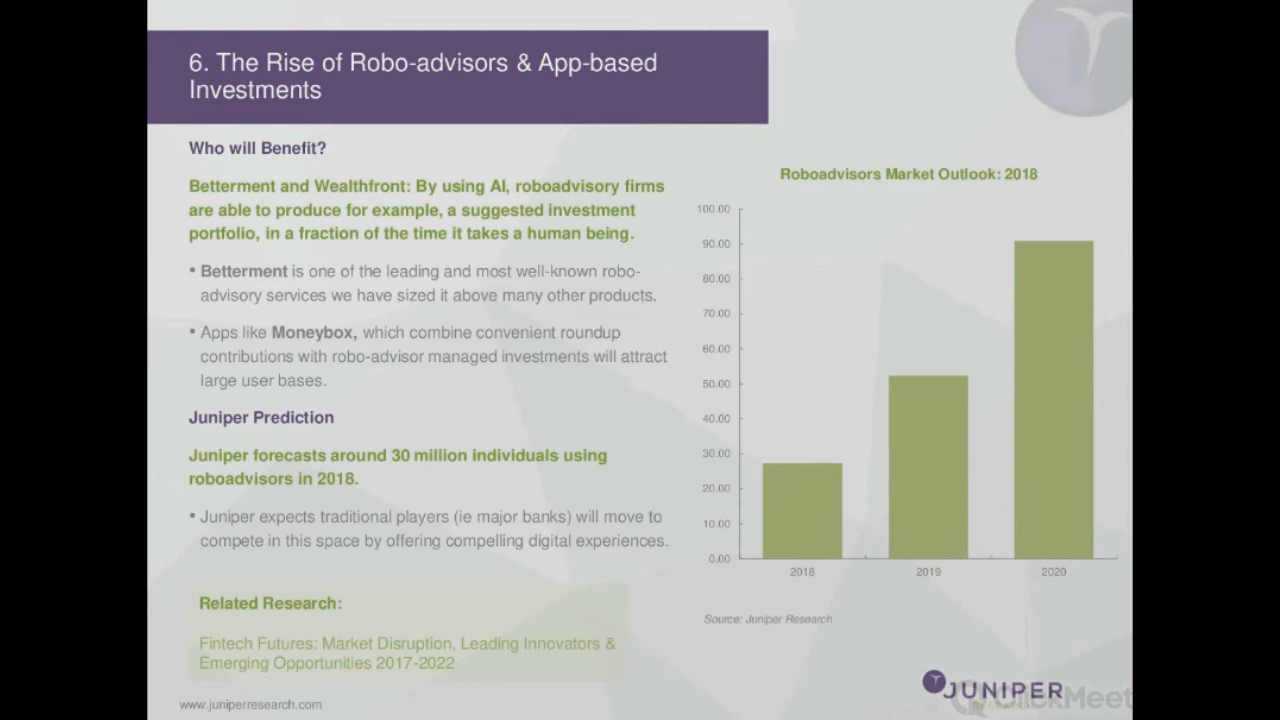 6. The Rise of Robo-advisors & App-based
Investments
Who will Benefit?
Betterment and Wealthfront: By using AI, roboadvisory firms
are able to produce for example, a suggested investment
portfolio, in a fraction of the time it takes a human being.
• Betterment is one of the leading and most well-known robo-
advisory services we have sized it above many other products.
• Apps like Moneybox, which combine convenient roundup
contributions with robo-advisor managed investments will attract
large user bases.
Juniper Prediction
Juniper forecasts around 30 million individuals using
roboadvisors in 2018.
• Juniper expects traditional players (ie major banks) will move to
compete in this space by offering compelling digital experiences.
Related Research:
Fintech Futures: Market Disruption, Leading Innovators &
Emerging Opportunities 2017-2022
www.juniperresearch.com
Roboadvisors Market Outlook: 2018
100.00
90.00
80.00
70.00
60.00
50.00
40.00
30.00
20.00
10.00
0.00
2018 2019 2020
Source: Juniper Research
JUNIPER